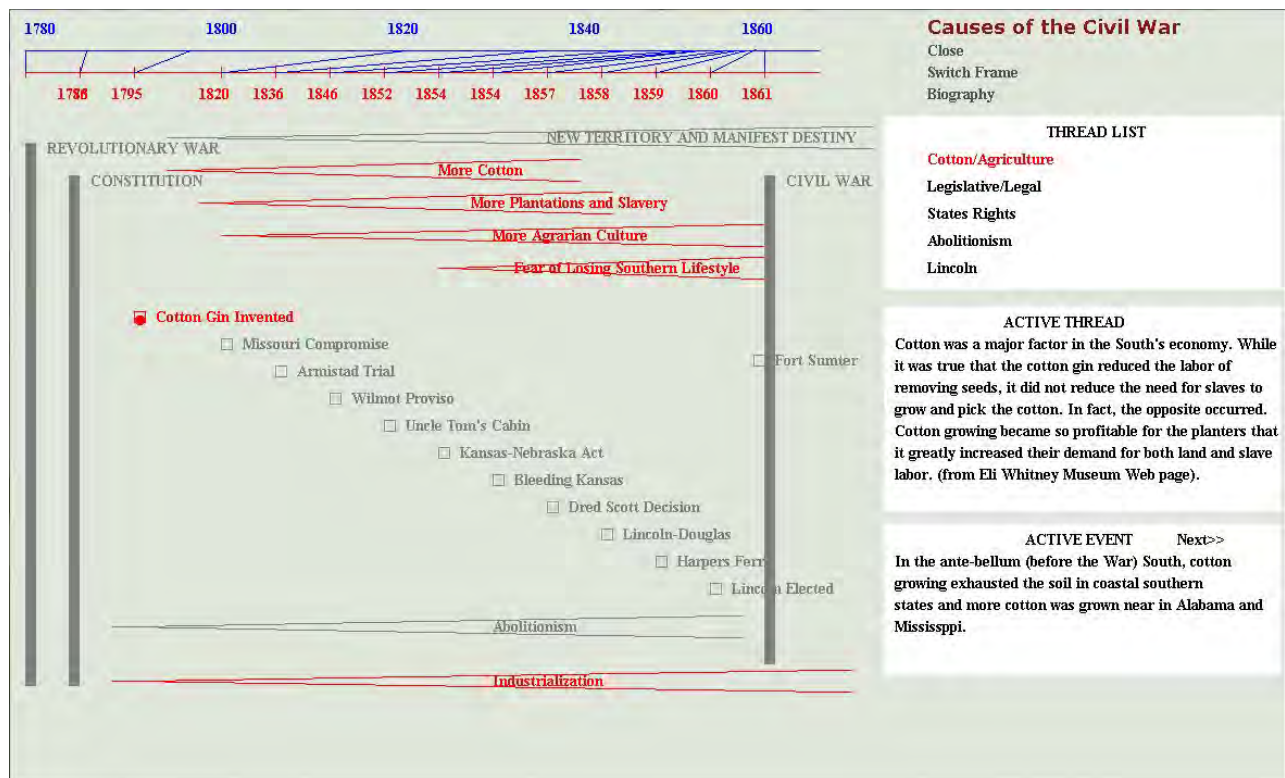 1780 1800 1820 1840 1860
1795 1820 1836 1846 1852 1854 1854 1857 1858 1859 1860 1861
Causes of the Civil War
Close
Switch Frame
Biography
NEW TERRITORY AND MANIFEST DESTINY
REVOLUTIONARY WAR
More Cotton
CONSTITUTION
CIVIL WAR
More Plantations and Slavery
More Agrarian Culture
Fear of Losing Southern Lifestyle
Cotton Gin Invented
Missouri Compromise
Fort Sumter
Armistad Trial
Wilmot Proviso
Uncle Tom's Cabin
Kansas-Nebraska Act
Bleeding Kansas
Dred Scott Decision
Lincoln-Douglas
Harpers Ferr
Lincoln Elected
Abolitionism
Industrialization
THREAD LIST
Cotton/Agriculture
Legislative/Legal
States Rights
Abolitionism
Lincoln
ACTIVE THREAD
Cotton was a major factor in the South's economy. While
it was true that the cotton gin reduced the labor of
removing seeds, it did not reduce the need for slaves to
grow and pick the cotton. In fact, the opposite occurred.
Cotton growing became so profitable for the planters that
it greatly increased their demand for both land and slave
labor. (from Eli Whitney Museum Web page).
ACTIVE EVENT Next>>
In the ante-bellum (before the War) South, cotton
growing exhausted the soil in coastal southern
states and more cotton was grown near in Alabama and
Mississppi.